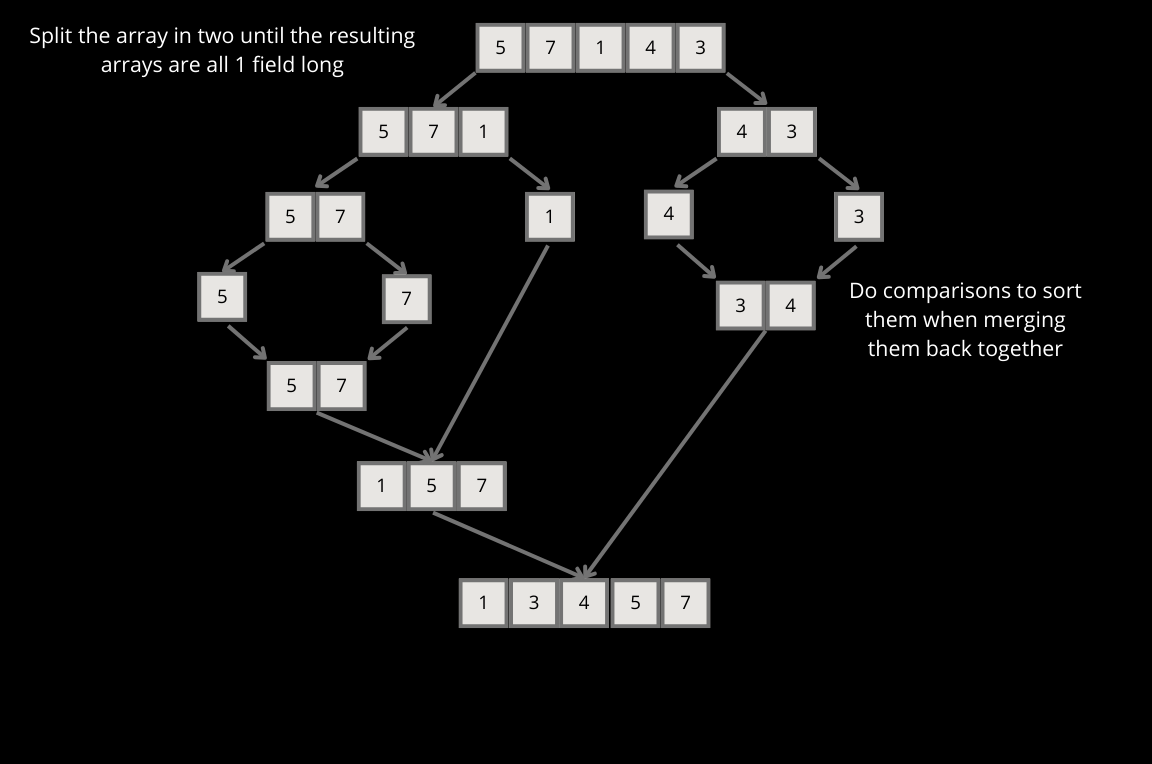 Split the array in two until the resulting
arrays are all 1 field long
5 7 1 4 3
5 7 1
4 3
5 7
1
4
3
5
7
3 4
Do comparisons to sort
them when merging
them back together
5 7
1 5 7
1 3 4 5 7